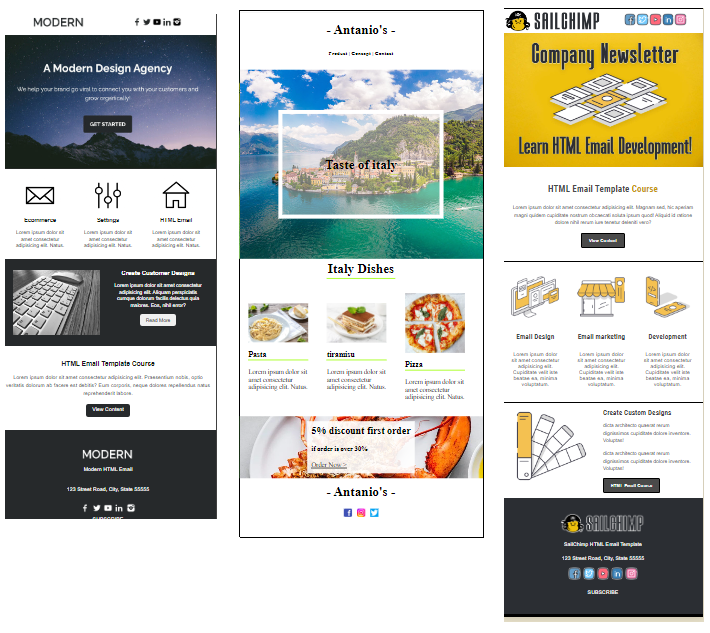 MODERN
A Modern Design Agency
We help your brand go viral to connect you with your customers and
grow organically!
GET STARTED
Ecommerce
Settings
HTML Email
Lorem ipsum dolor sit
amet consectetur
adipisicing elit. Natus.
Lorem ipsum dolor sit
amet consectetur
adipisicing elit. Natus.
Lorem ipsum dolor sit
amet consectetur
adipisicing elit. Natus.
Create Customer Designs
Lorem ipsum dolor sit amet consectetur
adipisicing elit. Aliquam perspiciatis
cumque dolorum facilis delectus quia
maiores. Eos, nihil error?
Read More
HTML Email Template Course
Lorem ipsum dolor sit amet consectetur adipisicing elit. Praesentium nobis, optio
veritatis dolorum ab facere est debitis? Eum corporis, neque dolores repellendus natus
reprehenderit labore.
View Content
MODERN
Modern HTML Email
123 Street Road, City, State 55555
SUBSCRIBE
- Antanio's -
Product | Concept | Contact
Taste of italy
Italy Dishes
Pasta
Lorem ipsum dolor sit
amet consectetur
adipisicing elit. Natus.
tiramisu
Lorem ipsum dolor sit
amet consectetur
adipisicing elit. Natus.
Pizza
Lorem ipsum dolor sit
amet consectetur
adipisicing elit. Natus.
5% discount first order
if order is over 30%
Order Now >
- Antanio's -
SAILCHIMP
Company Newsletter
Learn HTML Email Development!
HTML Email Template Course
Lorem ipsum dolor sit amet consectetur adipisicing elit. Magnam sed, hic aperiam
magni quidem cupiditate nostrum obcaecati soluta ipsum quod! Aliquid id ratione
dolore nihil rerum iure tenetur deleniti vero?
View Content
Email Design
Email marketing
Development
Lorem ipsum dolor
sit amet consectetur
adipisicing elit.
Cupiditate velit iste
beatae ea, minima
voluptatum.
Lorem ipsum dolor
sit amet consectetur
adipisicing elit.
Cupiditate velit iste
beatae ea, minima
voluptatum.
Lorem ipsum dolor
sit amet consectetur
adipisicing elit.
Cupiditate velit iste
beatae ea, minima
voluptatum.
Create Custom Designs
dicta architecto quaerat rerum
dignissimos cupiditate dolore inventore.
Voluptas!
dicta architecto quaerat rerum
dignissimos cupiditate dolore inventore.
Voluptas!
HTML Email Course
SAILCHIMP
SailChimp HTML Email Template
123 Street Road, City, State 55555
SUBSCRIBE